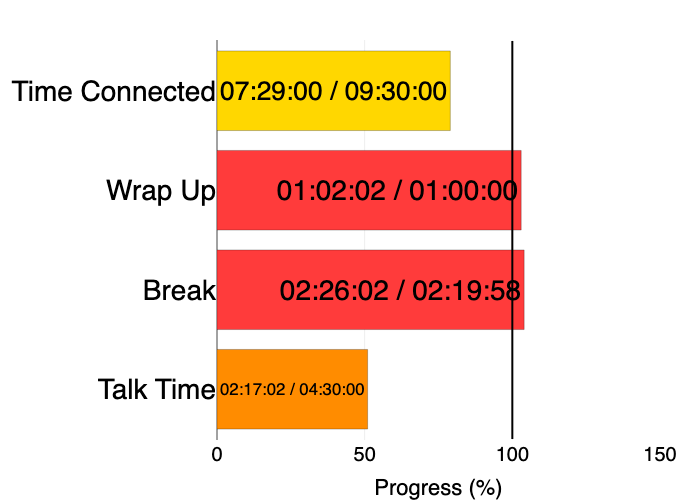 Time Connected 07:29:00 / 09:30:00
Wrap Up 01:02:02 / 01:00:00
Break 02:26:02 / 02:19:58
Talk Time 02:17:02 / 04:30:00
0 50 100 150
Progress (%)